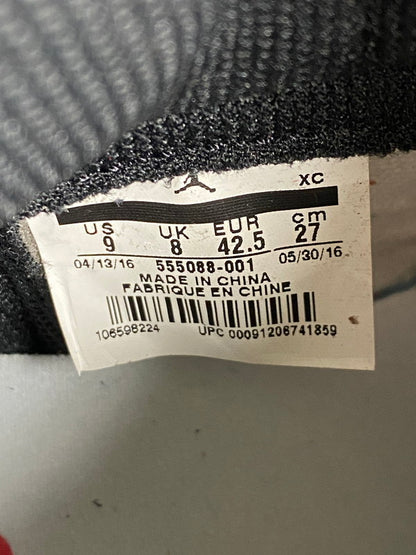 XC
US UK EUR cm
9 8 42.5 27
04/13/16 555088-001 05/30/16
MADE IN CHINA
FABRIQUE EN CHINE
106598224 UPC 00091206741859